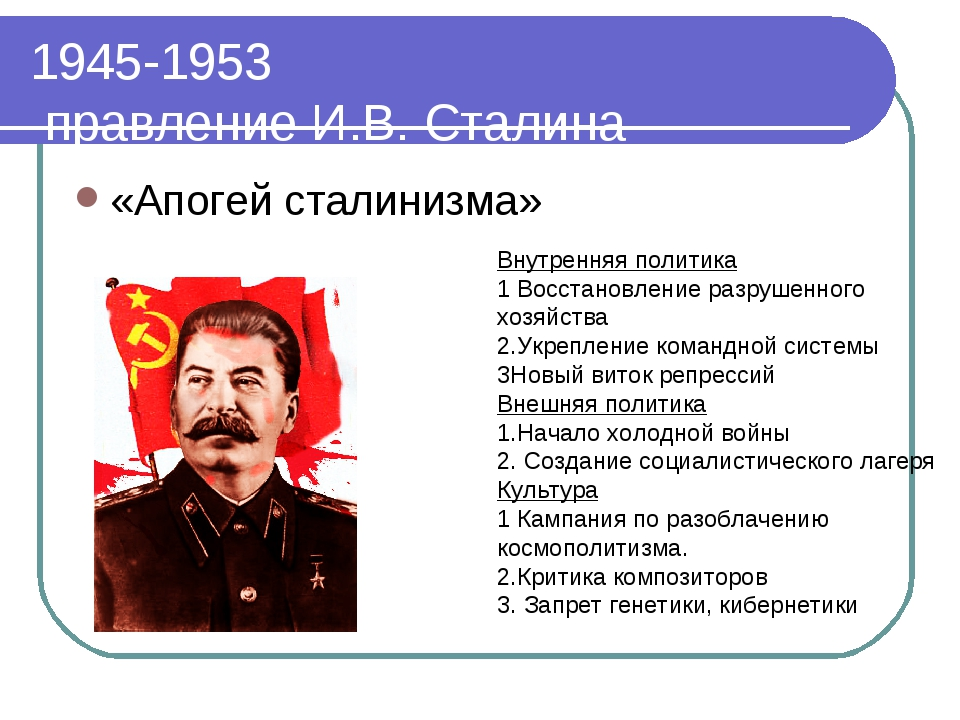 1945-1953
правление И.В. Сталина
«Апогей сталинизма»
Внутренняя политика
1 Восстановление разрушенного
хозяйства
2.Укрепление командной системы
3Новый виток репрессий
Внешняя политика
1.Начало холодной войны
2. Создание социалистического лагеря
Культура
1 Кампания по разоблачению
космополитизма.
2.Критика композиторов
3. Запрет генетики, кибернетики